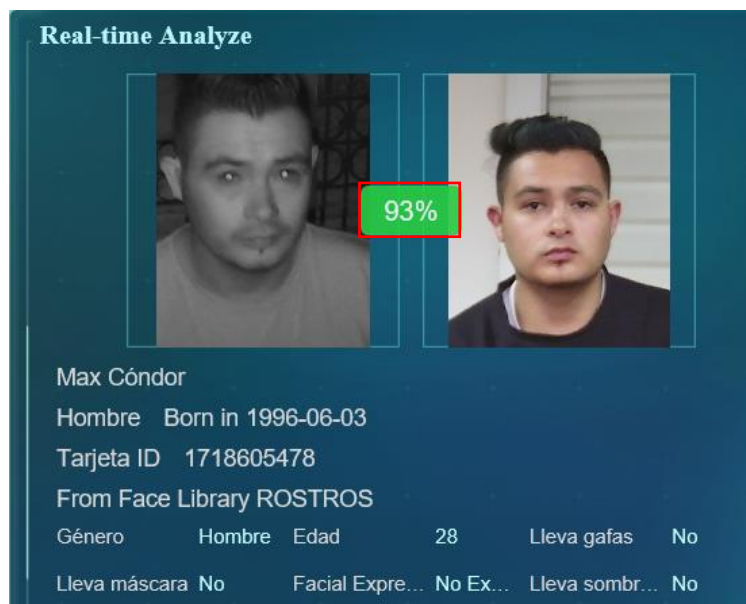 Real-time Analyze
93%
Max Cóndor
Hombre Born in 1996-06-03
Tarjeta ID 1718605478
From Face Library ROSTROS
Género Hombre Edad 28 Lleva gafas No
Lleva máscara No Facial Expre... No Ex... Lleva sombr... No